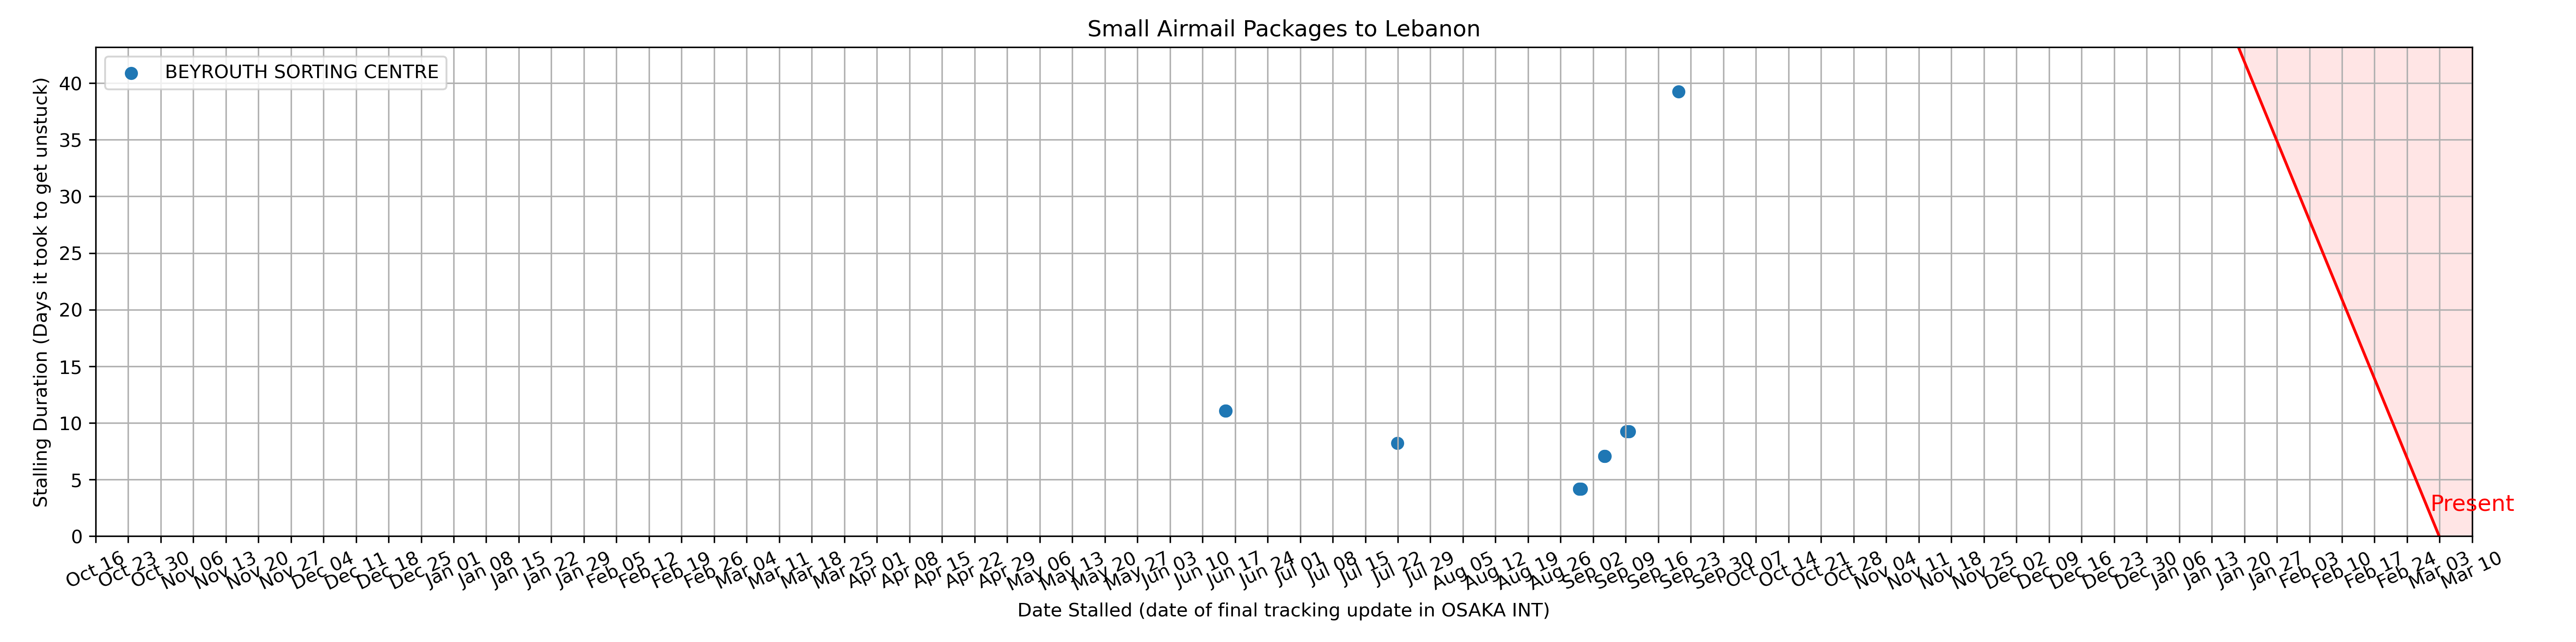 Small Airmail Packages to Lebanon
BEYROUTH SORTING CENTRE
Stalling Duration (Days it took to get unstuck)
40
35
30
25
20
15
10
5
0
Present
Oct 16
Oct 23
Oct 30
Nov 06
Nov 13
Nov 20
Nov 27
Dec 04
Dec 11
Dec 18
Dec 25
Jan 01
Jan 08
Jan 15
Jan 22
Jan 29
Feb 05
Feb 12
Feb 19
Feb 26
Mar 04
Mar 11
Mar 18
Mar 25
Apr 01
Apr 08
Apr 15
Apr 22
Apr 29
May 06
May 13
May 20
May 27
Jun 03
Jun 10
Jun 17
Jun 24
Jul 01
Jul 08
Jul 15
Jul 22
Jul 29
Aug 05
Aug 12
Aug 19
Aug 26
Sep 02
Sep 09
Sep 16
Sep 23
Sep 30
Oct 07
Oct 14
Oct 21
Oct 28
Nov 04
Nov 11
Nov 18
Nov 25
Dec 02
Dec 09
Dec 16
Dec 23
Dec 30
Jan 06
Jan 13
Jan 20
Jan 27
Feb 03
Feb 10
Feb 17
Feb 24
Mar 03
Mar 10
Date Stalled (date of final tracking update in OSAKA INT)